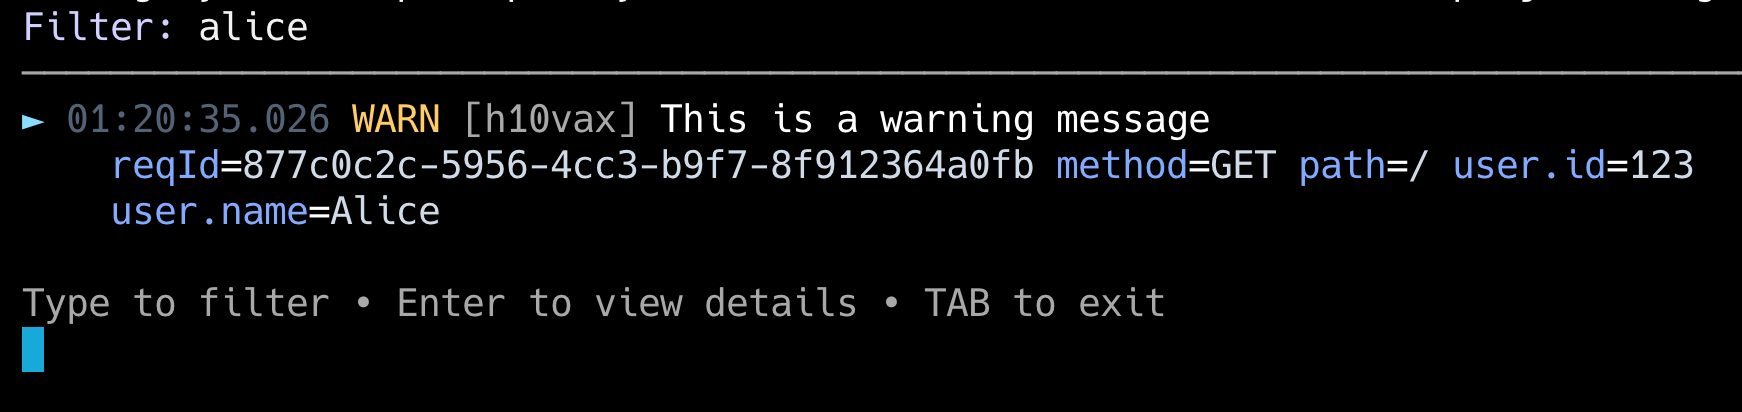 Filter: alice
► 01:20:35.026 WARN [h10vax] This is a warning message
reqId=877c0c2c-5956-4cc3-b9f7-8f912364a0fb method=GET path=/ user.id=123
user.name=Alice
Type to filter • Enter to view details • TAB to exit